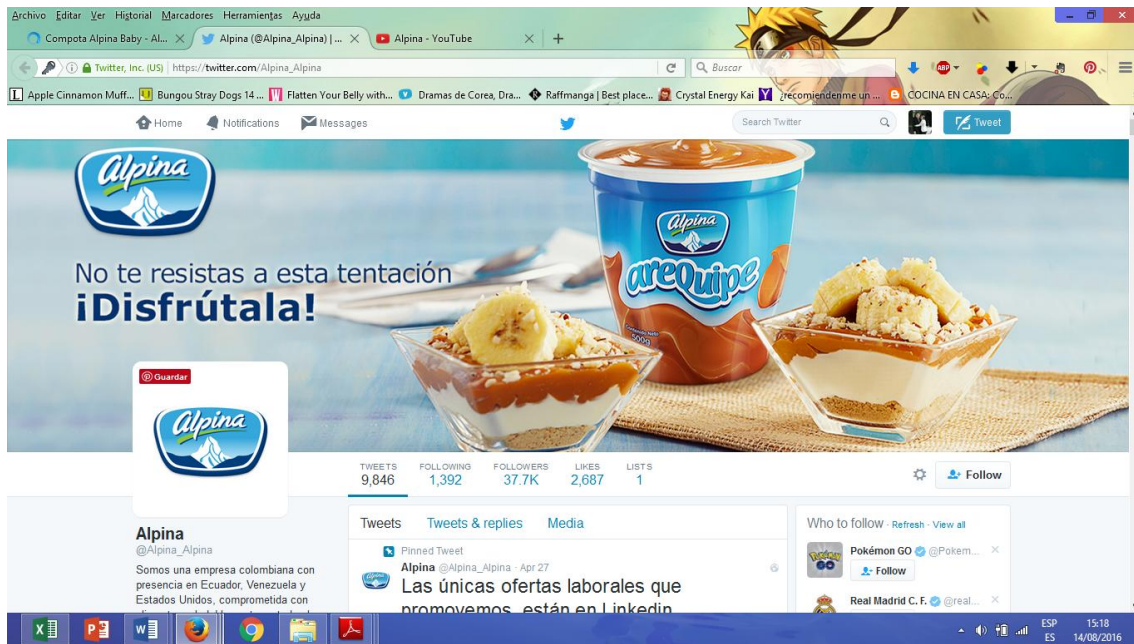 Archivo Editar Ver Historial Marcadores Herramientas Ayuda
Compota Alpina Baby - Al...
Alpina (@Alpina_Alpina) | ...
Alpina - YouTube
Twitter, Inc. (US) https://twitter.com/Alpina_Alpina
Buscar
ABP
L Apple Cinnamon Muff... Bungou Stray Dogs 14 ... Flatten Your Belly with... Dramas de Corea, Dra... Raffmanga | Best place... Crystal Energy Kai ¿recomiendenme un ... COCINA EN CASA: Co...
Home Notifications Messages
Search Twitter
Tweet
alpina
No te resistas a esta tentación
¡Disfrútala!
alpina
arequipe
500g
Guardar
alpina
TWEETS FOLLOWING FOLLOWERS LIKES LISTS
9,846 1,392 37.7K 2,687 1
Follow
Alpina
@Alpina_Alpina
Somos una empresa colombiana con
presencia en Ecuador, Venezuela y
Estados Unidos, comprometida con
Tweets Tweets & replies Media
Pinned Tweet
Alpina @Alpina_Alpina · Apr 27
Las únicas ofertas laborales que
promovemos, están en Linkedin
Who to follow · Refresh · View all
Pokémon GO @Pokem...
Follow
Real Madrid C. F. @real...
ESP 15:18
ES 14/08/2016